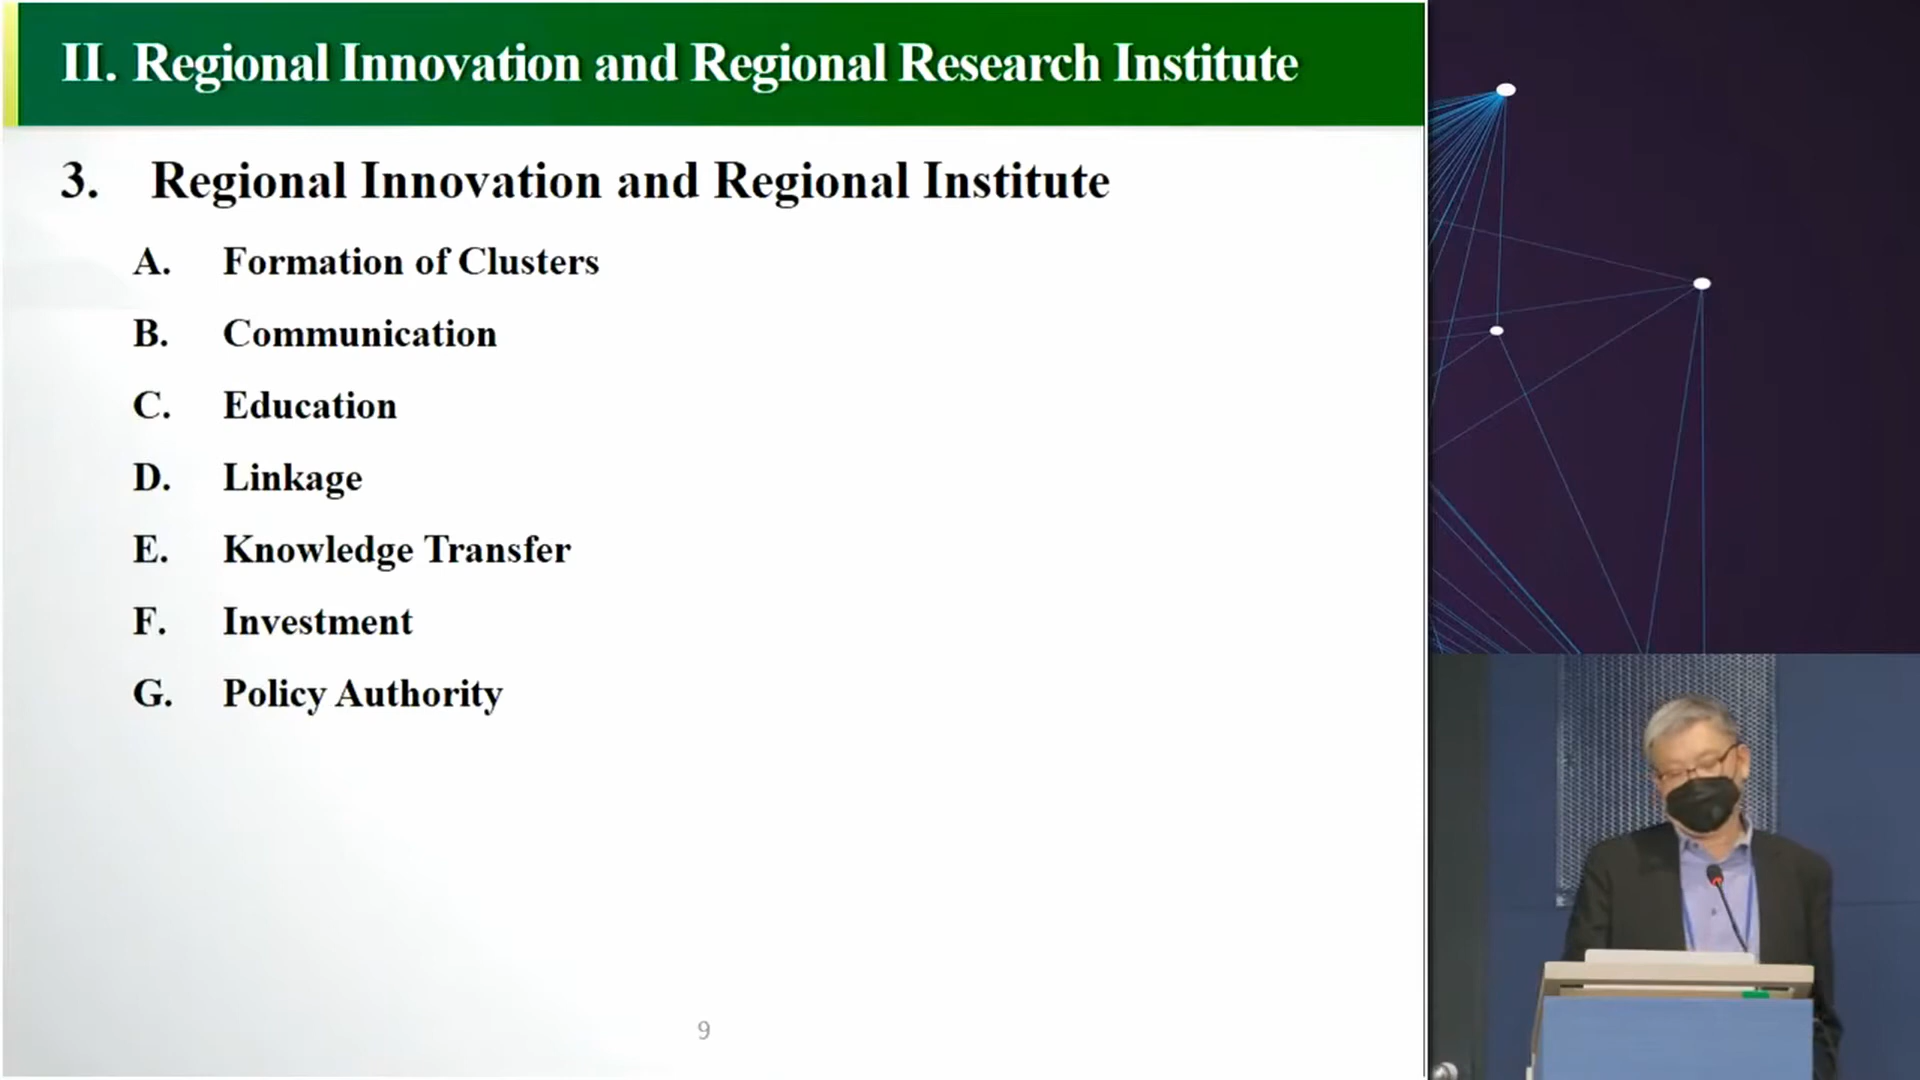 II. Regional Innovation and Regional Research Institute
3. Regional Innovation and Regional Institute
A. Formation of Clusters
B. Communication
C. Education
D. Linkage
E. Knowledge Transfer
F. Investment
G. Policy Authority
9